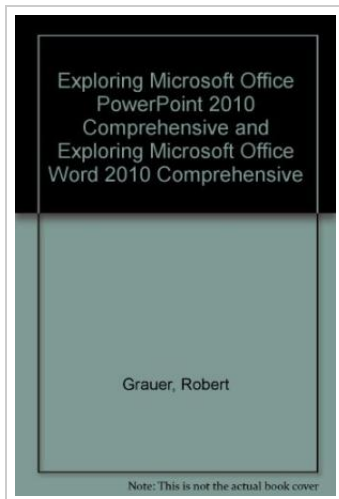 Exploring Microsoft Office
PowerPoint 2010
Comprehensive and
Exploring Microsoft Office
Word 2010 Comprehensive
Grauer, Robert
Note: This is not the actual book cover